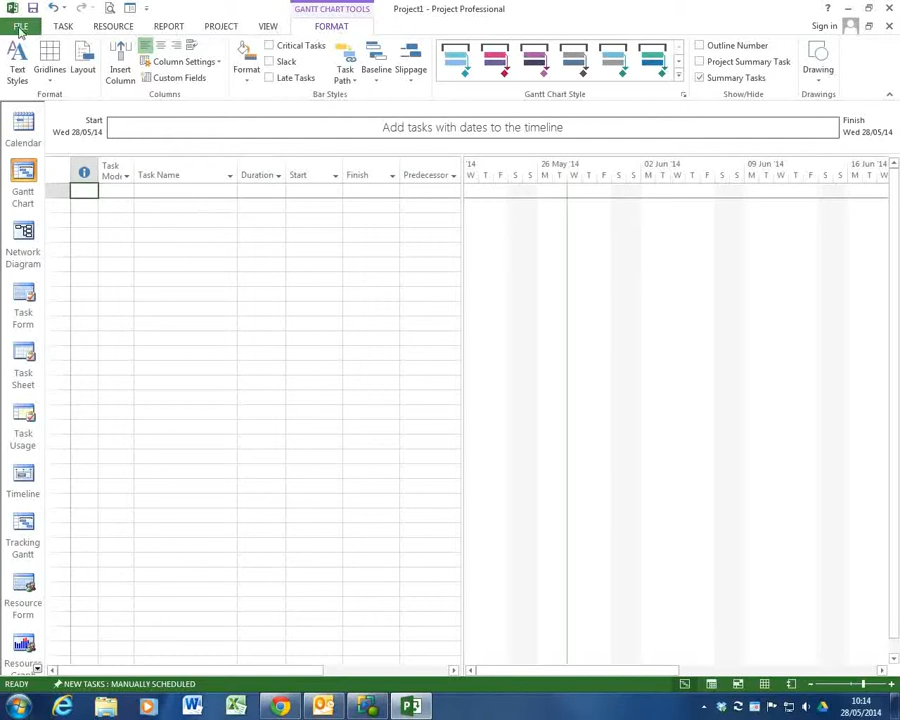 GANTT CHART TOOLS
Project1 - Project Professional
?
FILE TASK RESOURCE REPORT PROJECT VIEW FORMAT Sign in
Text Styles
Gridlines
Layout
Format
Insert Column
Column Settings
Custom Fields
Columns
Format
Critical Tasks
Slack
Late Tasks
Task Path
Baseline
Slippage
Bar Styles
Gantt Chart Style
Outline Number
Project Summary Task
Summary Tasks
Show/Hide
Drawing
Drawings
Start
Wed 28/05/14
Add tasks with dates to the timeline
Finish
Wed 28/05/14
Calendar
Gantt Chart
Network Diagram
Task Form
Task Sheet
Task Usage
Timeline
Tracking Gantt
Resource Form
Resource
Task Mode
Task Name
Duration
Start
Finish
Predecessor
'14 26 May '14 02 Jun '14 09 Jun '14 16 Jun '14
W T F S S M T W T F S S M T W T F S S M T W T F S S M T W
READY NEW TASKS : MANUALLY SCHEDULED
10:14
28/05/2014